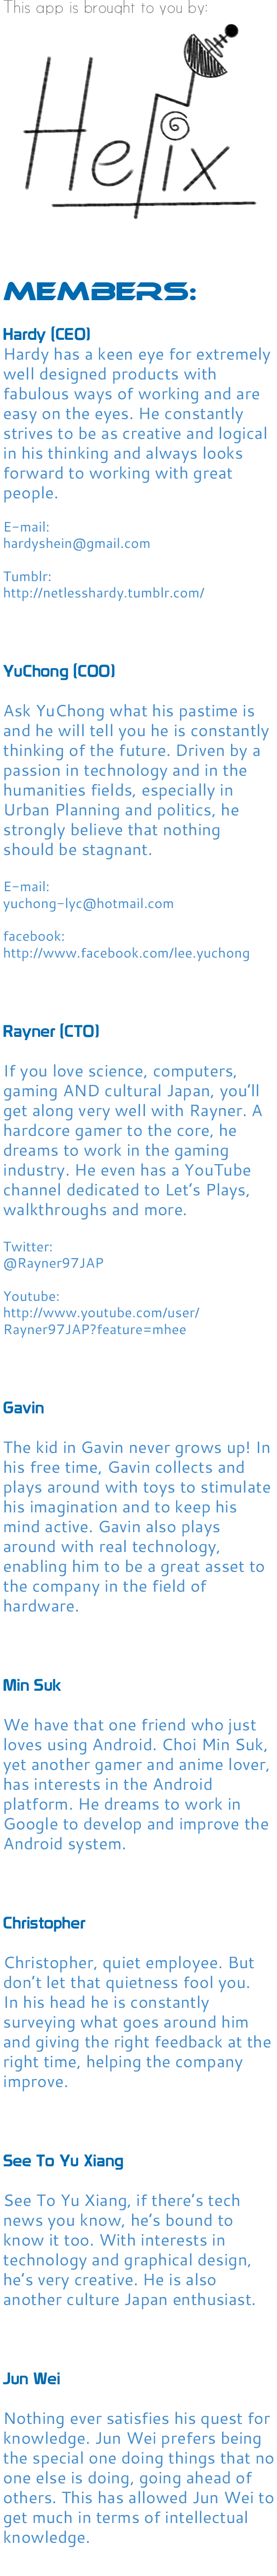 This app is brought to you by:
Helix
MEMBERS:
Hardy (CEO)
Hardy has a keen eye for extremely
well designed products with
fabulous ways of working and are
easy on the eyes. He constantly
strives to be as creative and logical
in his thinking and always looks
forward to working with great
people.
E-mail:
hardyshein@gmail.com
Tumblr:
http://netlesshardy.tumblr.com/
YuChong (COO)
Ask YuChong what his pastime is
and he will tell you he is constantly
thinking of the future. Driven by a
passion in technology and in the
humanities fields, especially in
Urban Planning and politics, he
strongly believe that nothing
should be stagnant.
E-mail:
yuchong-lyc@hotmail.com
facebook:
http://www.facebook.com/lee.yuchong
Rayner (CTO)
If you love science, computers,
gaming AND cultural Japan, you'll
get along very well with Rayner. A
hardcore gamer to the core, he
dreams to work in the gaming
industry. He even has a YouTube
channel dedicated to Let's Plays,
walkthroughs and more.
Twitter:
@Rayner97JAP
Youtube:
http://www.youtube.com/user/
Rayner97JAP?feature=mhee
Gavin
The kid in Gavin never grows up! In
his free time, Gavin collects and
plays around with toys to stimulate
his imagination and to keep his
mind active. Gavin also plays
around with real technology,
enabling him to be a great asset to
the company in the field of
hardware.
Min Suk
We have that one friend who just
loves using Android. Choi Min Suk,
yet another gamer and anime lover,
has interests in the Android
platform. He dreams to work in
Google to develop and improve the
Android system.
Christopher
Christopher, quiet employee. But
don't let that quietness fool you.
In his head he is constantly
surveying what goes around him
and giving the right feedback at the
right time, helping the company
improve.
See To Yu Xiang
See To Yu Xiang, if there's tech
news you know, he's bound to
know it too. With interests in
technology and graphical design,
he's very creative. He is also
another culture Japan enthusiast.
Jun Wei
Nothing ever satisfies his quest for
knowledge. Jun Wei prefers being
the special one doing things that no
one else is doing, going ahead of
others. This has allowed Jun Wei to
get much in terms of intellectual
knowledge.